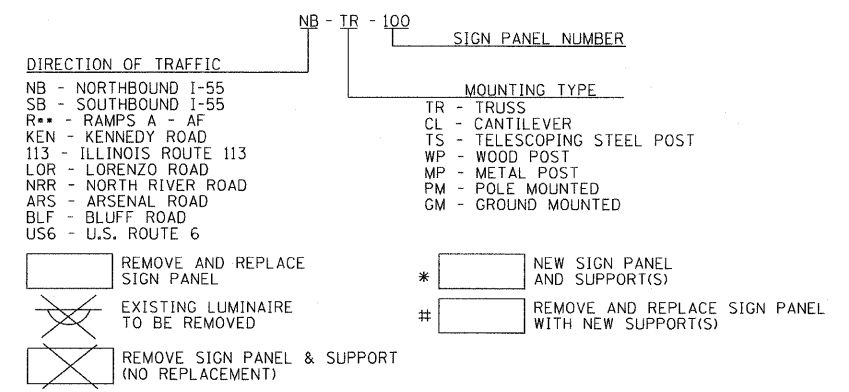 NB - TR - 100
SIGN PANEL NUMBER
DIRECTION OF TRAFFIC
NB - NORTHBOUND I-55
SB - SOUTHBOUND I-55
R** - RAMPS A - AF
KEN - KENNEDY ROAD
113 - ILLINOIS ROUTE 113
LOR - LORENZO ROAD
NRR - NORTH RIVER ROAD
ARS - ARSENAL ROAD
BLF - BLUFF ROAD
US6 - U.S. ROUTE 6
MOUNTING TYPE
TR - TRUSS
CL - CANTILEVER
TS - TELESCOPING STEEL POST
WP - WOOD POST
MP - METAL POST
PM - POLE MOUNTED
GM - GROUND MOUNTED
REMOVE AND REPLACE
SIGN PANEL
EXISTING LUMINAIRE
TO BE REMOVED
REMOVE SIGN PANEL & SUPPORT
(NO REPLACEMENT)
* NEW SIGN PANEL
AND SUPPORT(S)
# REMOVE AND REPLACE SIGN PANEL
WITH NEW SUPPORT(S)